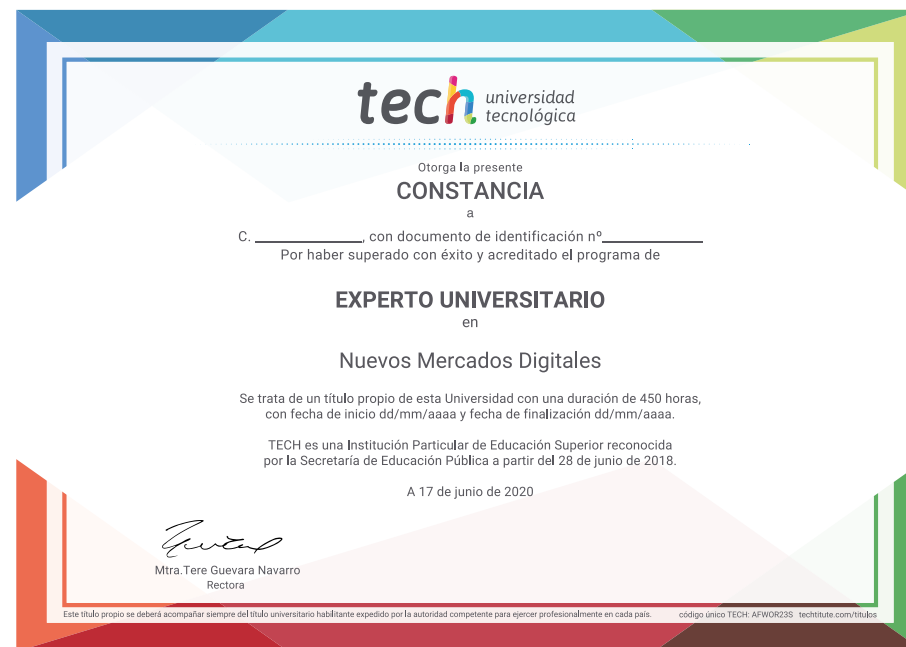 tech universidad
tecnológica
Otorga la presente
CONSTANCIA
a
C. ______________, con documento de identificación nº_____________
Por haber superado con éxito y acreditado el programa de
EXPERTO UNIVERSITARIO
en
Nuevos Mercados Digitales
Se trata de un título propio de esta Universidad con una duración de 450 horas,
con fecha de inicio dd/mm/aaaa y fecha de finalización dd/mm/aaaa.
TECH es una Institución Particular de Educación Superior reconocida
por la Secretaría de Educación Pública a partir del 28 de junio de 2018.
A 17 de junio de 2020
Mtra.Tere Guevara Navarro
Rectora
Este título propio se deberá acompañar siempre del título universitario habilitante expedido por la autoridad competente para ejercer profesionalmente en cada país. código único TECH: AFWOR23S techtitute.com/titulos